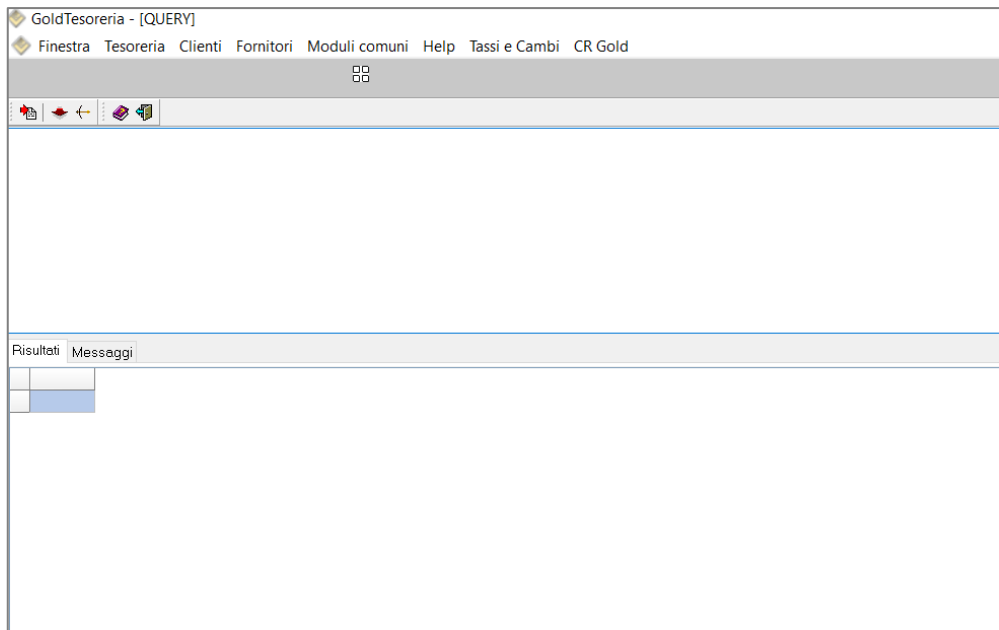 GoldTesoreria - [QUERY]
Finestra Tesoreria Clienti Fornitori Moduli comuni Help Tassi e Cambi CR Gold
Risultati Messaggi